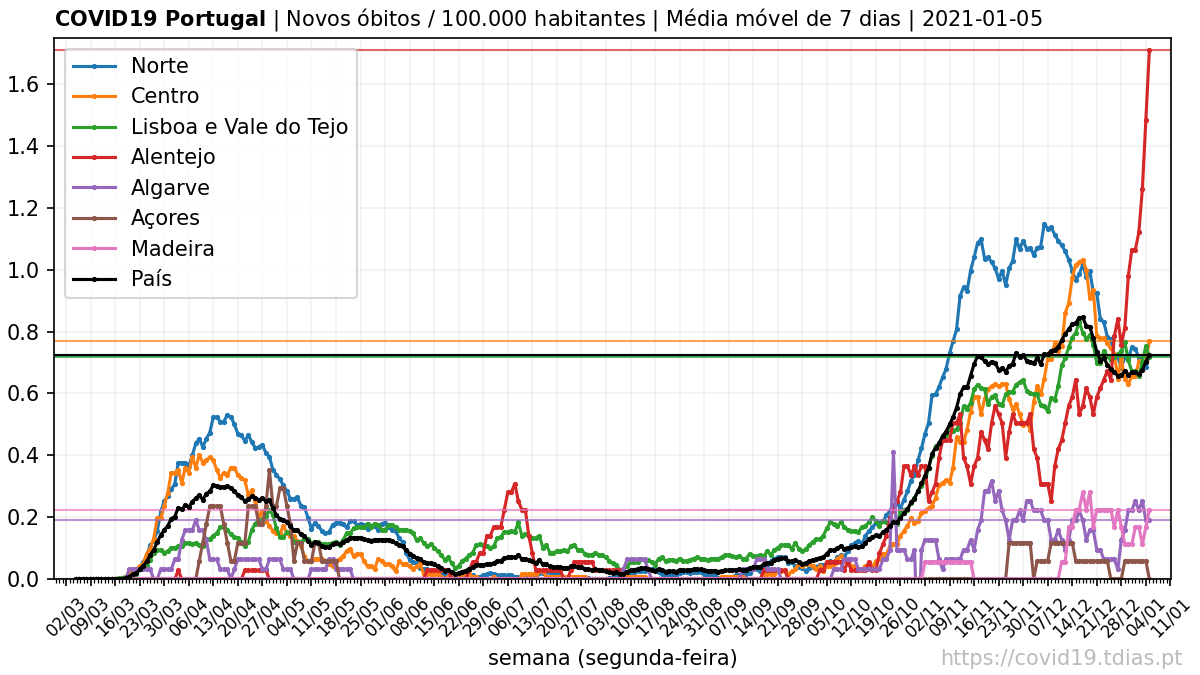 COVID19 Portugal | Novos óbitos / 100.000 habitantes | Média móvel de 7 dias | 2021-01-05
1.6
1.4
1.2
1.0
0.8
0.6
0.4
0.2
0.0
Norte
Centro
Lisboa e Vale do Tejo
Alentejo
Algarve
Açores
Madeira
País
02/03 09/03 16/03 23/03 30/03 06/04 13/04 20/04 27/04 04/05 11/05 18/05 25/05 01/06 08/06 15/06 22/06 29/06 06/07 13/07 20/07 27/07 03/08 10/08 17/08 24/08 31/08 07/09 14/09 21/09 28/09 05/10 12/10 19/10 26/10 02/11 09/11 16/11 23/11 30/11 07/12 14/12 21/12 28/12 04/01 11/01
semana (segunda-feira)
https://covid19.tdias.pt